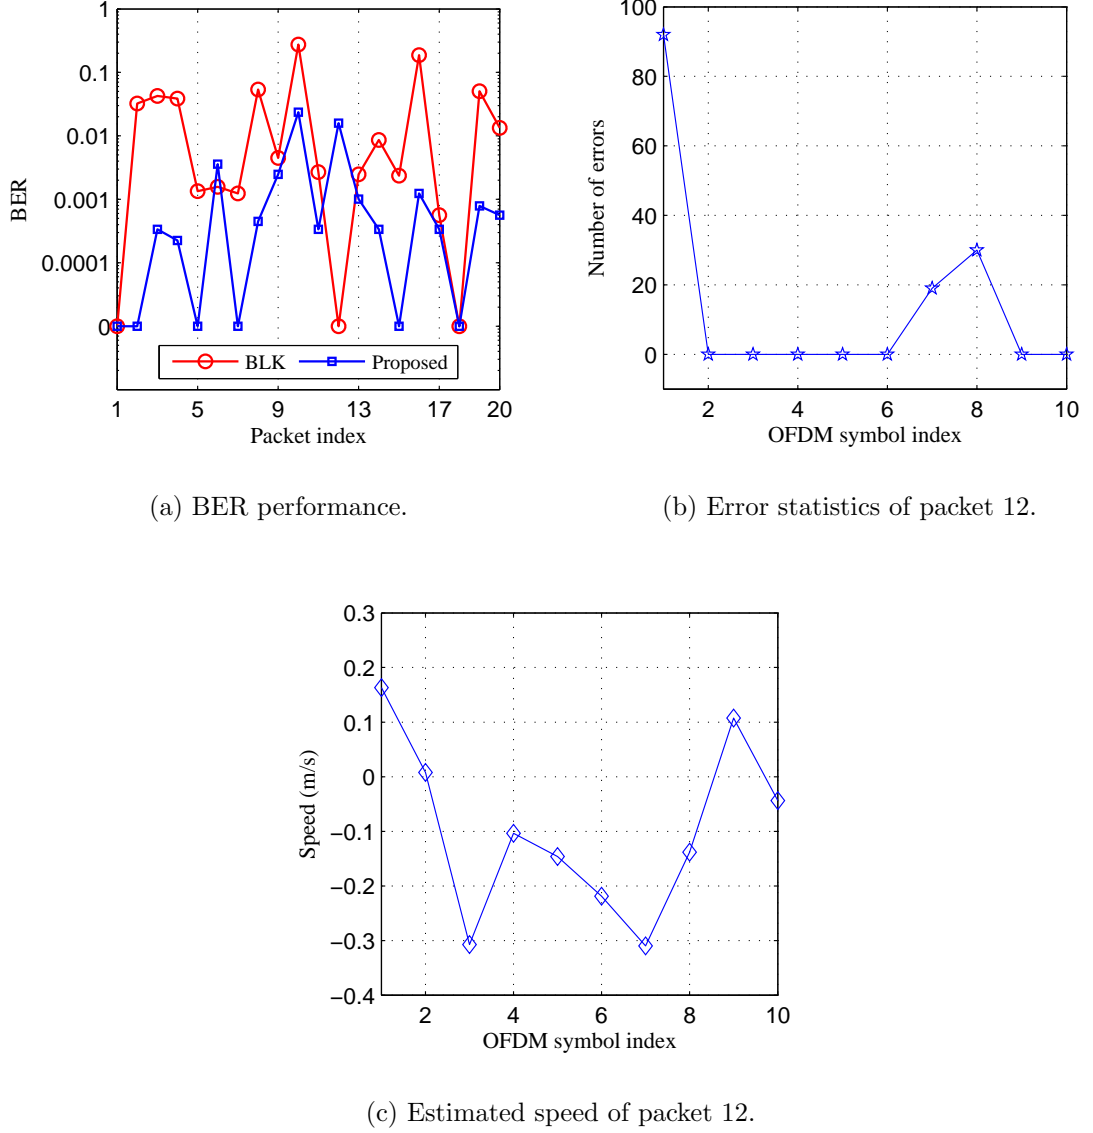 1
0.1
0.01
0.001
0.0001
0
BER
BLK
Proposed
1 5 9 13 17 20
Packet index
(a) BER performance.
100
80
60
40
20
0
Number of errors
2 4 6 8 10
OFDM symbol index
(b) Error statistics of packet 12.
0.3
0.2
0.1
0
−0.1
−0.2
−0.3
−0.4
Speed (m/s)
2 4 6 8 10
OFDM symbol index
(c) Estimated speed of packet 12.